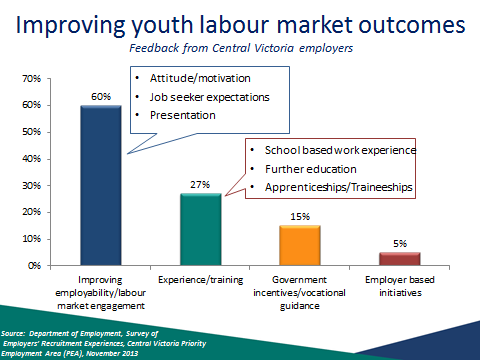 Improving youth labour market outcomes
Feedback from Central Victoria employers
70%
60%
50%
40%
30%
20%
10%
0%
60%
27%
15%
5%
• Attitude/motivation
• Job seeker expectations
• Presentation
• School based work experience
• Further education
• Apprenticeships/Traineeships
Improving
employability/labour
market engagement
Experience/training
Government
incentives/vocational
guidance
Employer based
initiatives
Source: Department of Employment, Survey of
Employers' Recruitment Experiences, Central Victoria Priority
Employment Area (PEA), November 2013